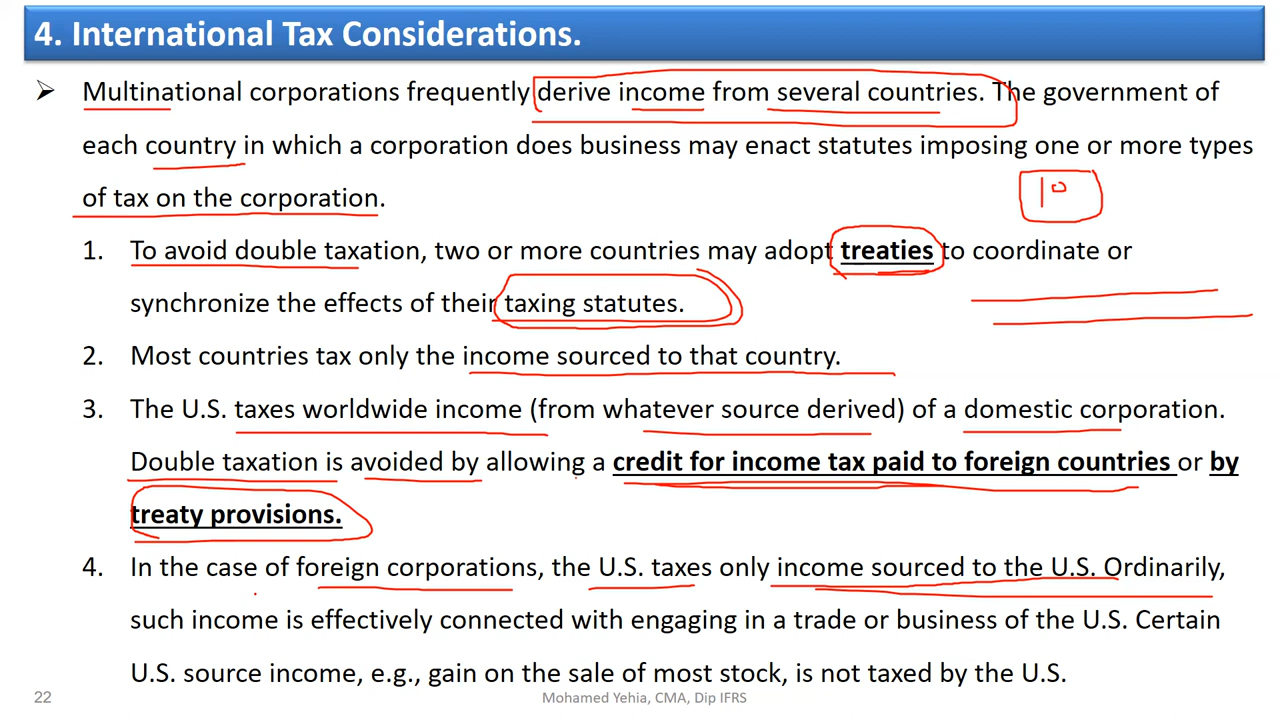 4. International Tax Considerations.
➢ Multinational corporations frequently derive income from several countries. The government of
each country in which a corporation does business may enact statutes imposing one or more types
of tax on the corporation.
10
1. To avoid double taxation, two or more countries may adopt treaties to coordinate or
synchronize the effects of their taxing statutes.
2. Most countries tax only the income sourced to that country.
3. The U.S. taxes worldwide income (from whatever source derived) of a domestic corporation.
Double taxation is avoided by allowing a credit for income tax paid to foreign countries or by
treaty provisions.
4. In the case of foreign corporations, the U.S. taxes only income sourced to the U.S. Ordinarily,
such income is effectively connected with engaging in a trade or business of the U.S. Certain
U.S. source income, e.g., gain on the sale of most stock, is not taxed by the U.S.
22
Mohamed Yehia, CMA, Dip IFRS